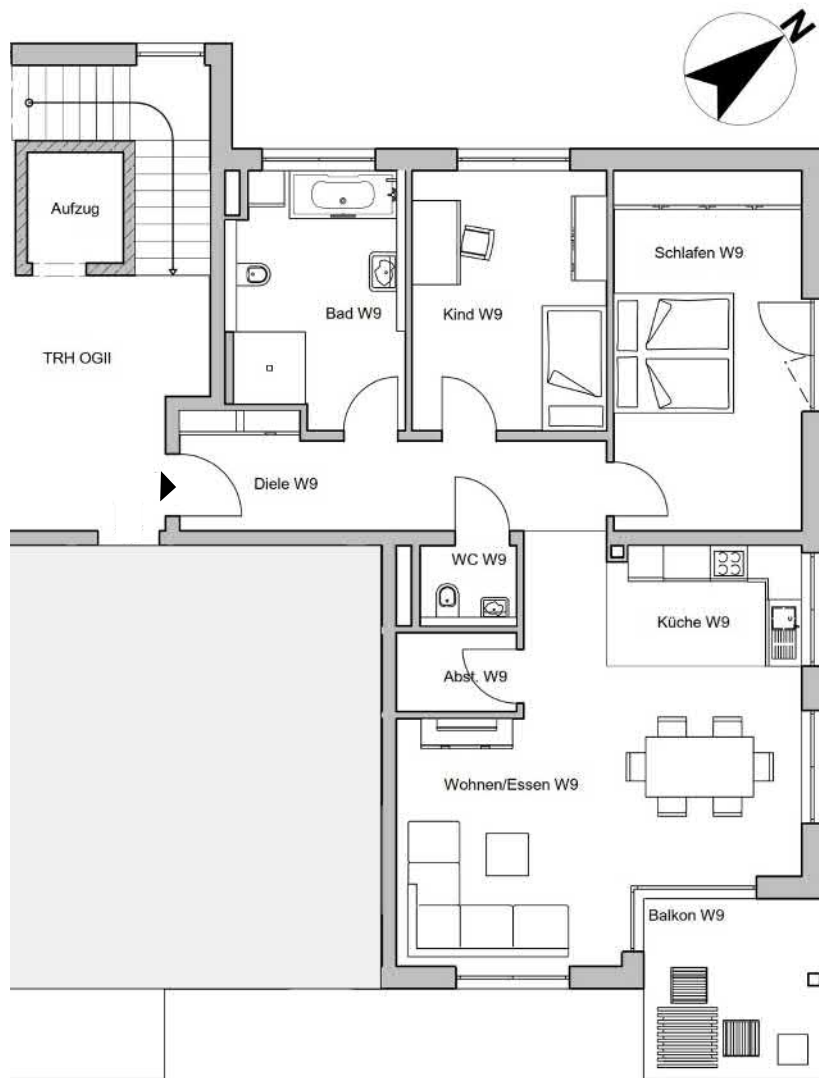 N
Aufzug
Schlafen W9
Bad W9
Kind W9
TRH OGII
Diele W9
WC W9
Küche W9
Abst. W9
Wohnen/Essen W9
Balkon W9